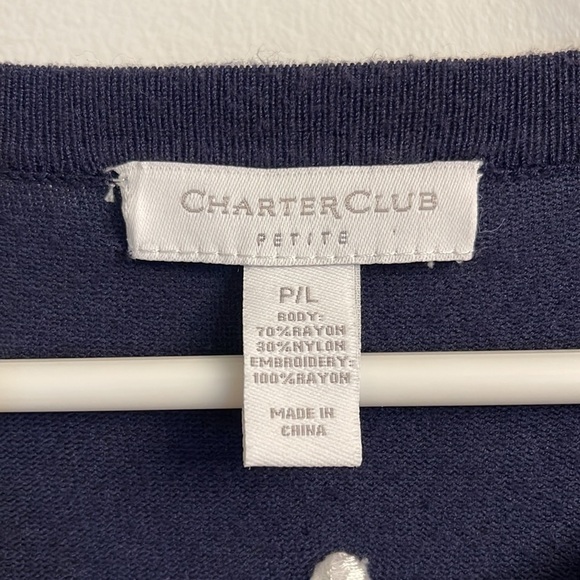 CHARTER CLUB
PETITE
P/L
BODY:
70%RAYON
30%NYLON
EMBROIDERY:
100%RAYON
MADE IN
CHINA